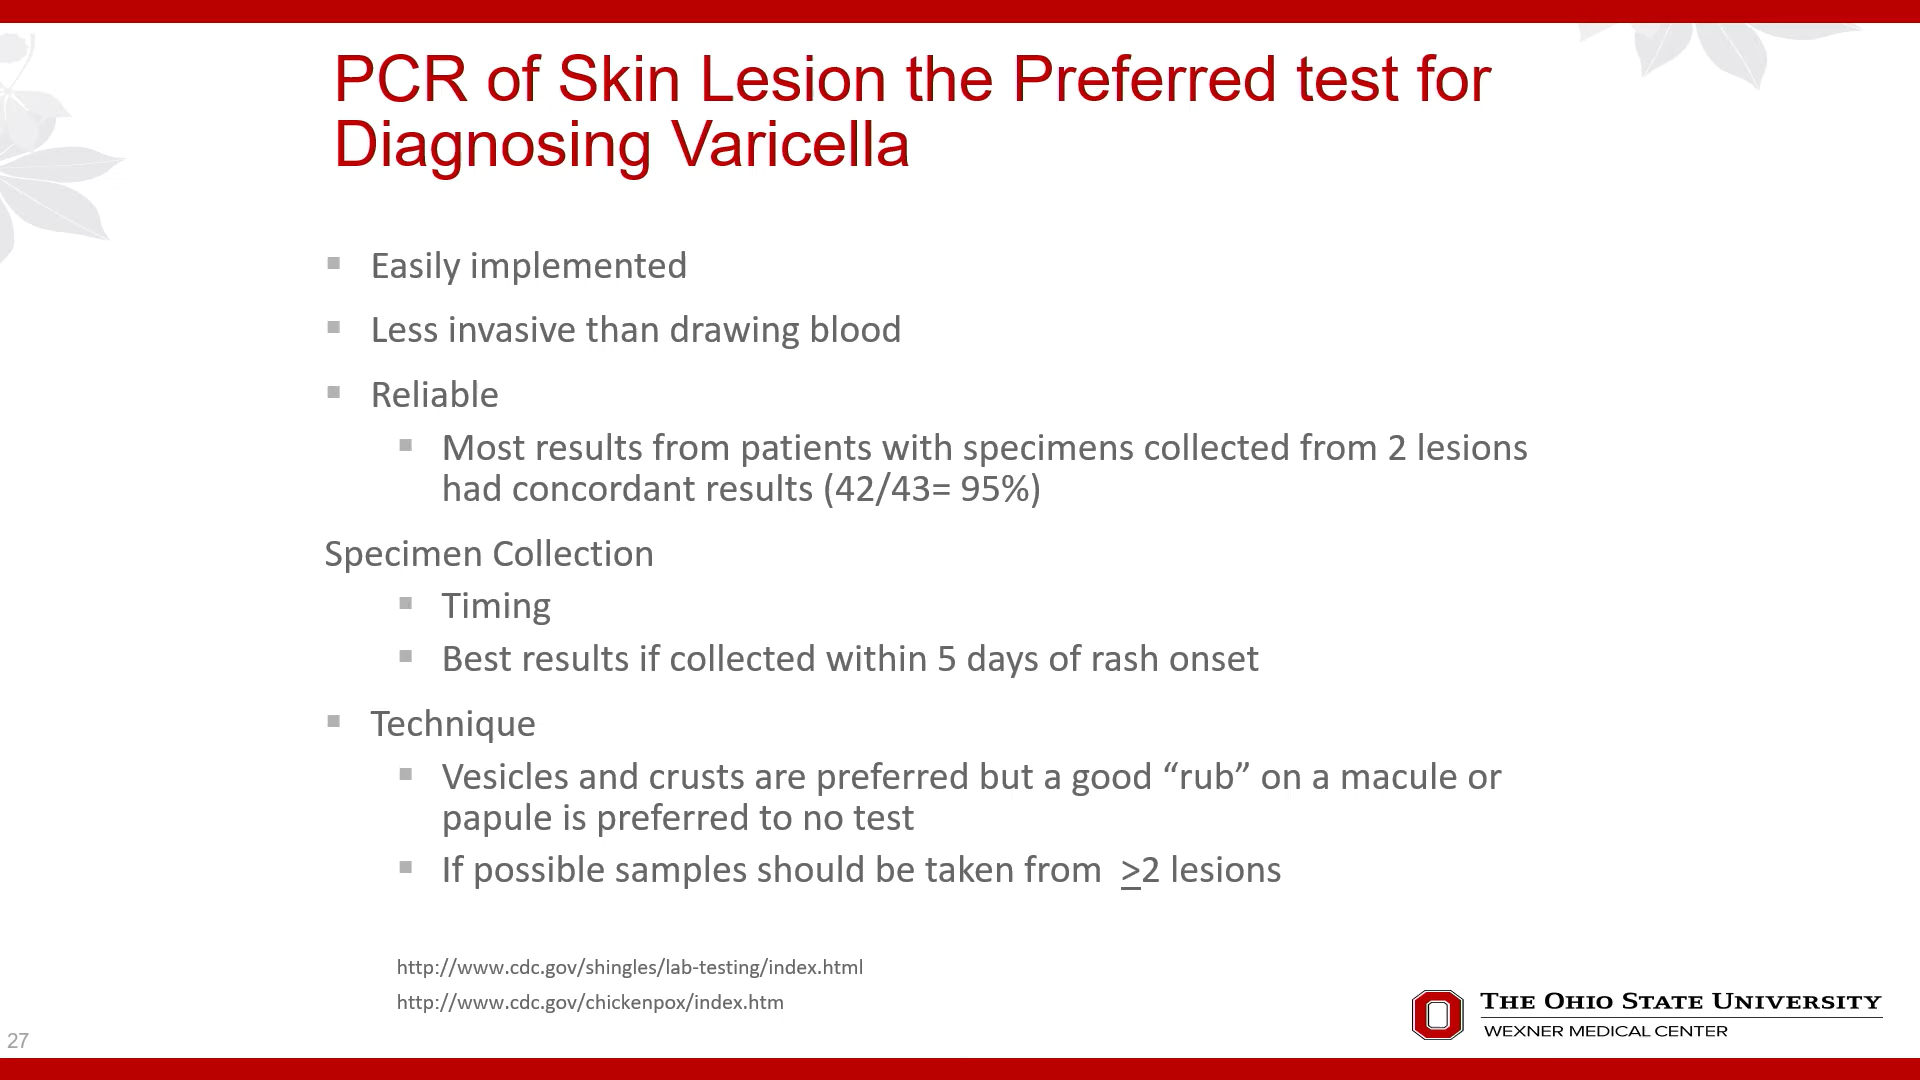 PCR of Skin Lesion the Preferred test for
Diagnosing Varicella
Easily implemented
Less invasive than drawing blood
Reliable
Most results from patients with specimens collected from 2 lesions
had concordant results (42/43= 95%)
Specimen Collection
Timing
Best results if collected within 5 days of rash onset
Technique
Vesicles and crusts are preferred but a good “rub” on a macule or
papule is preferred to no test
If possible samples should be taken from >2 lesions
http://www.cdc.gov/shingles/lab-testing/index.html
http://www.cdc.gov/chickenpox/index.htm
THE OHIO STATE UNIVERSITY
WEXNER MEDICAL CENTER
27